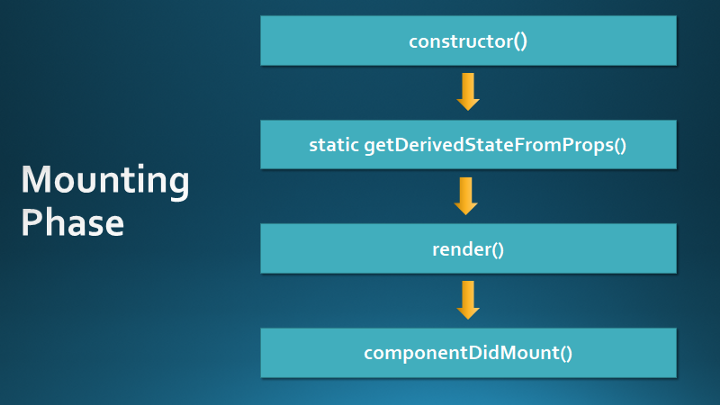 Mounting
Phase
constructor()
static getDerivedStateFromProps()
render()
componentDidMount()